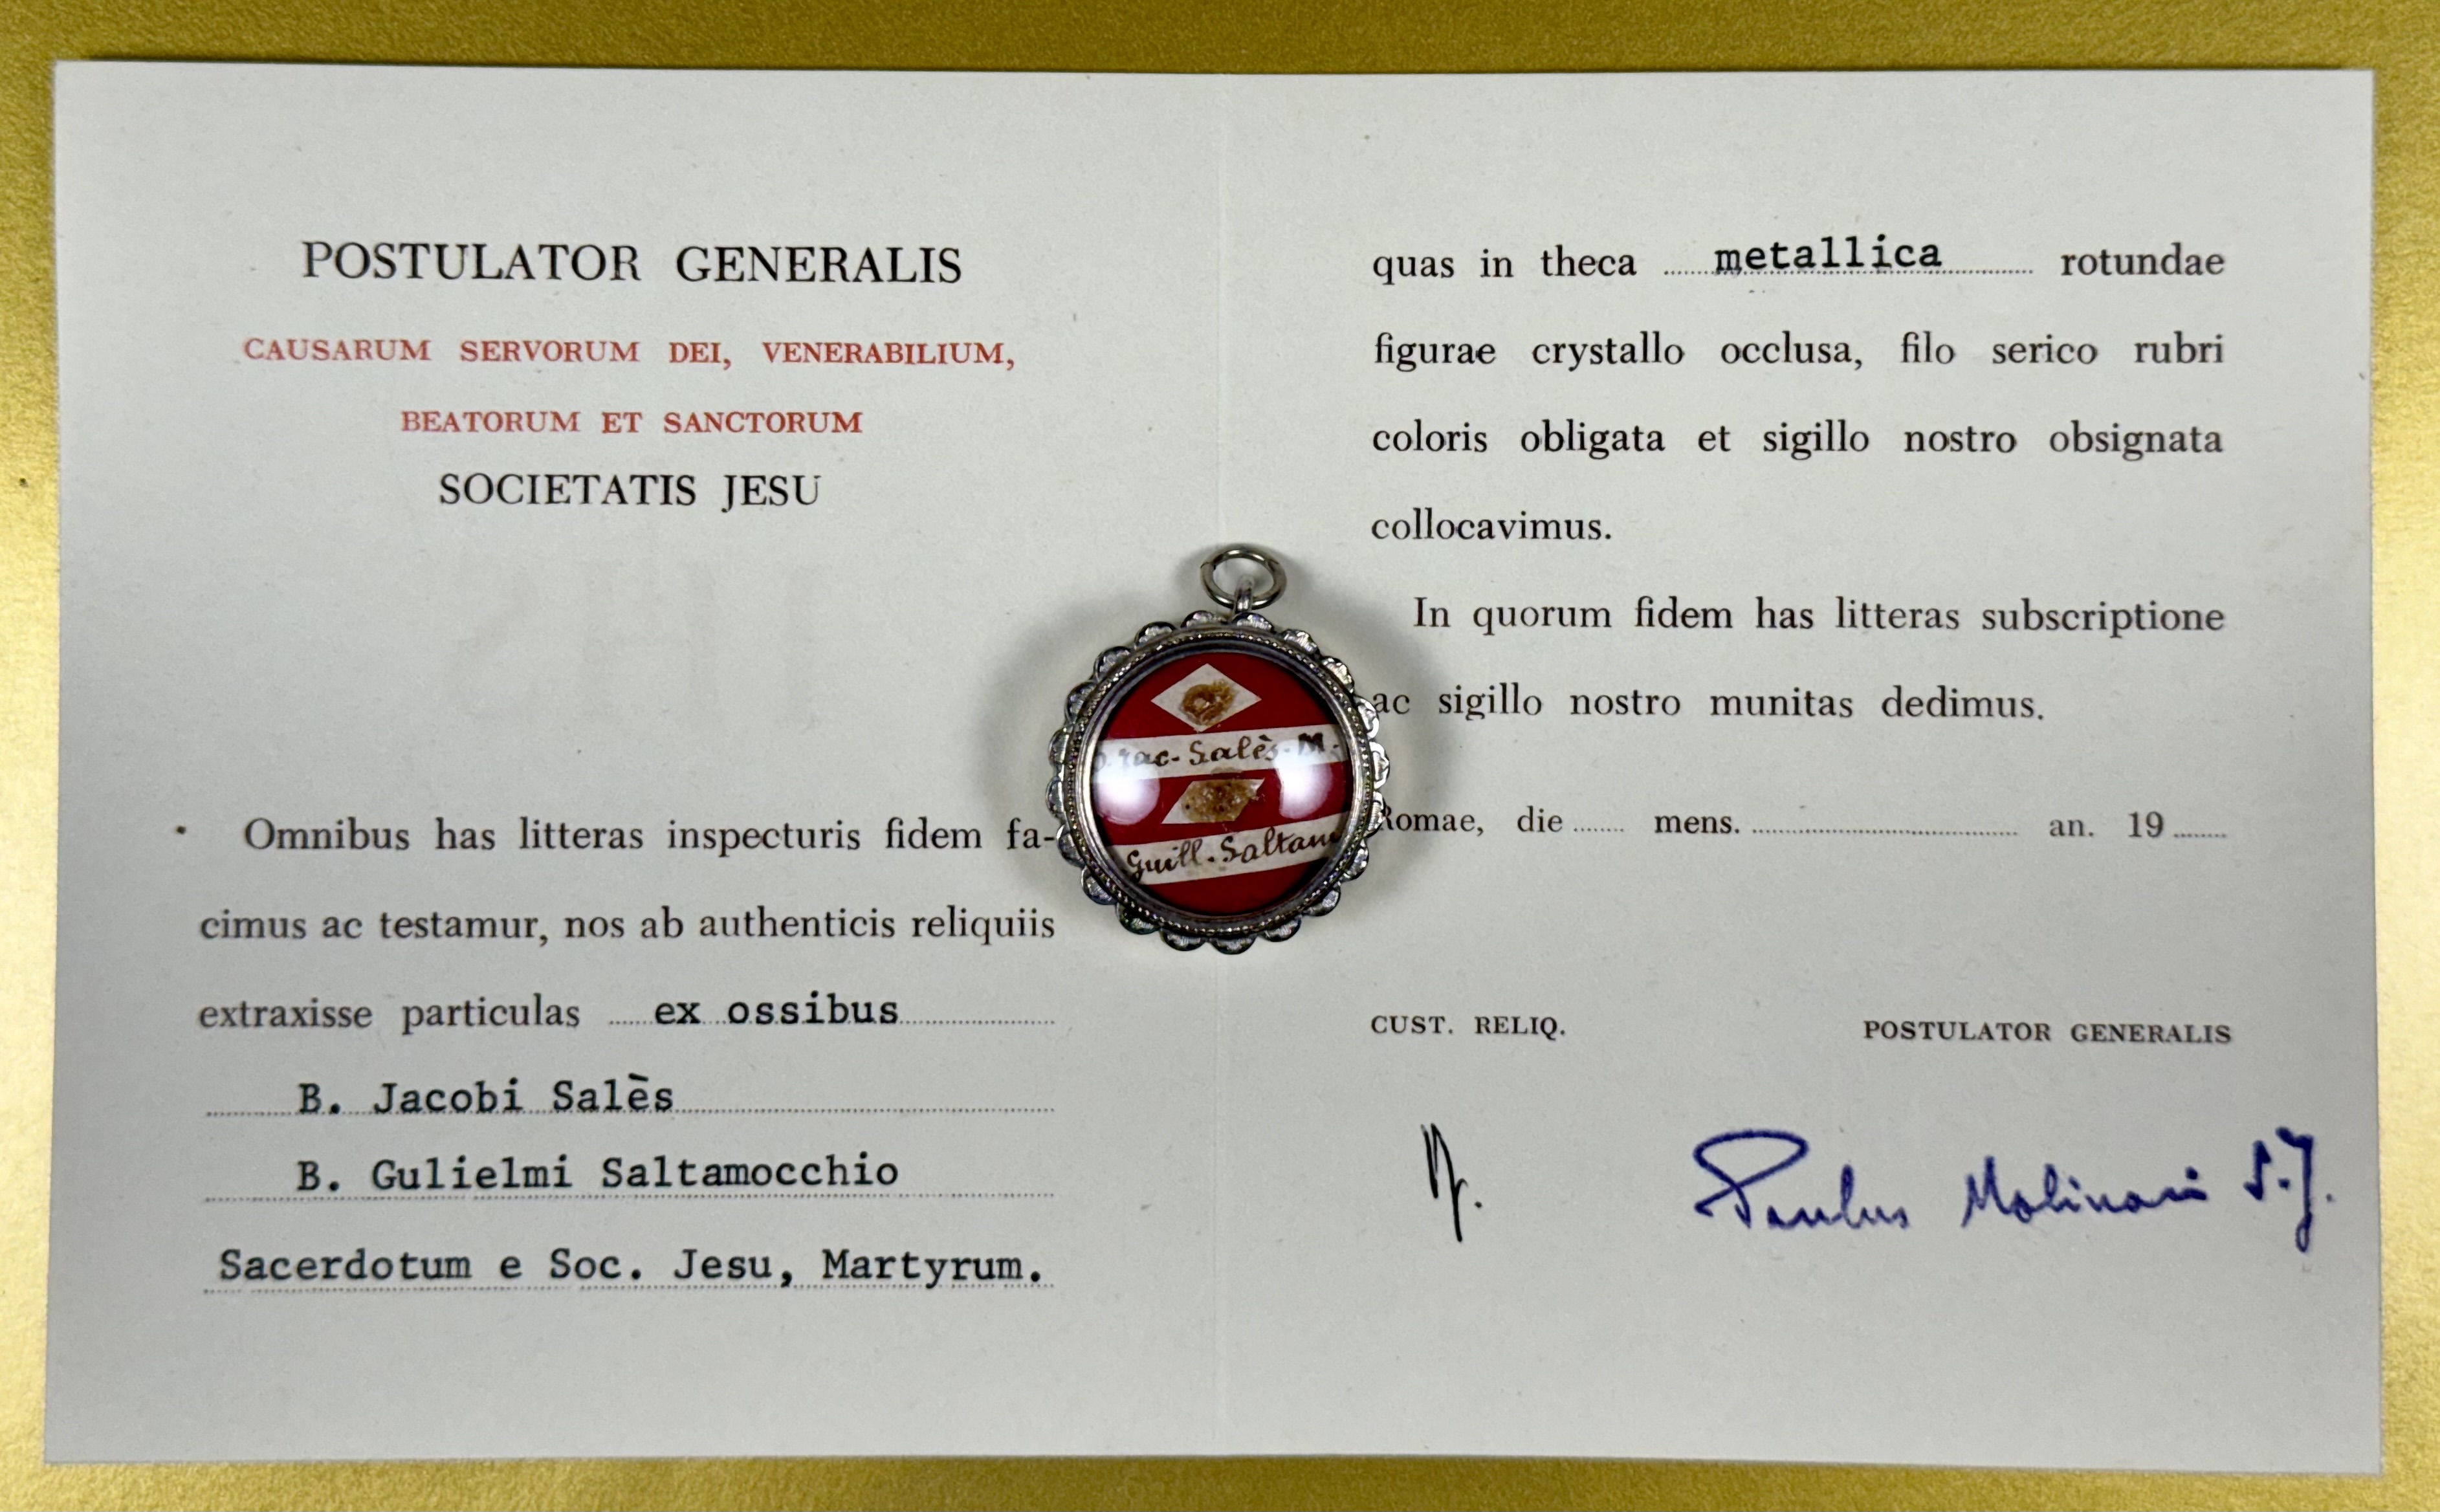 POSTULATOR GENERALIS
CAUSARUM SERVORUM DEI, VENERABILIUM,
BEATORUM ET SANCTORUM
SOCIETATIS JESU
Omnibus has litteras inspecturis fidem fa-
cimus ac testamur, nos ab authenticis reliquiis
extraxisse particulas ex ossibus
B. Jacobi Salès
B. Gulielmi Saltamocchio
Sacerdotum e Soc. Jesu, Martyrum.
Jac. Salès. M.
Guill. Saltam
quas in theca metallica rotundae
figurae crystallo occlusa, filo serico rubri
coloris obligata et sigillo nostro obsignata
collocavimus.
In quorum fidem has litteras subscriptione
ac sigillo nostro munitas dedimus.
Romae, die mens. an. 19
CUST. RELIQ. POSTULATOR GENERALIS
Paulus Molinari S.J.